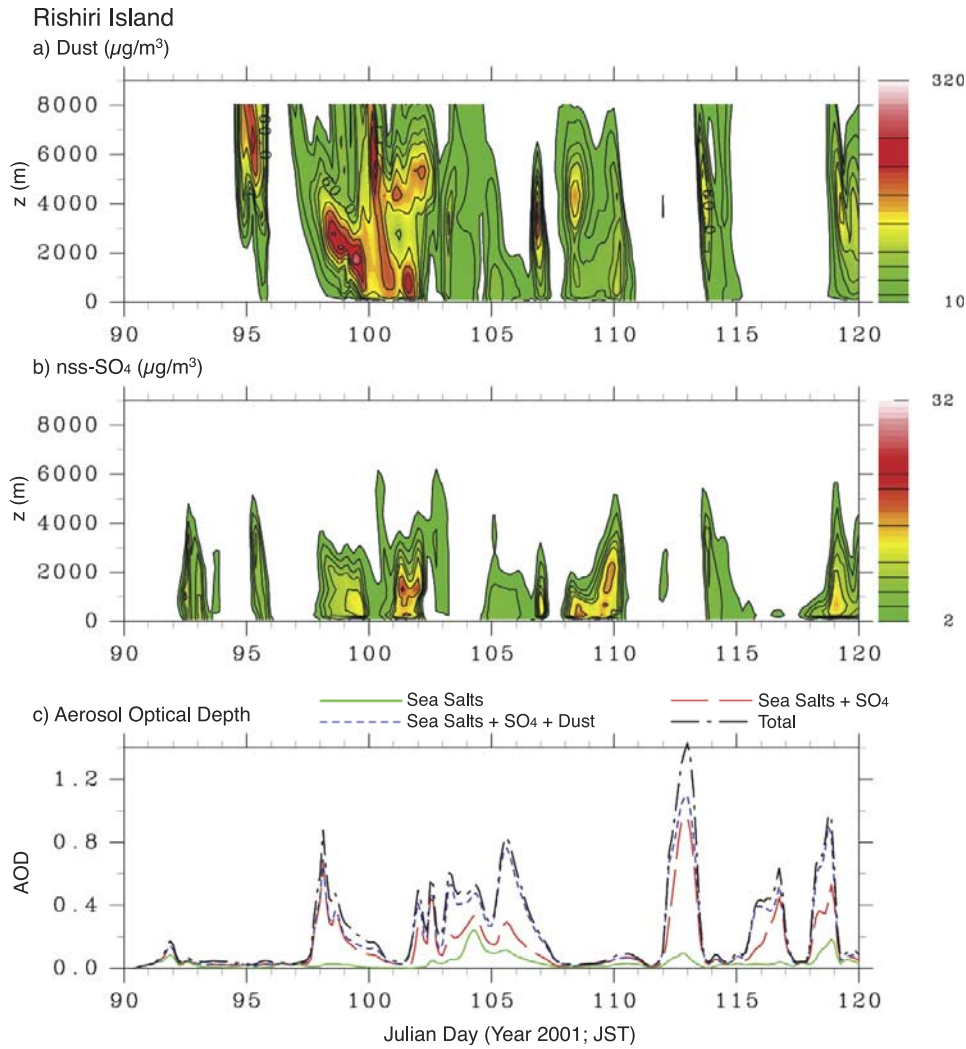 Rishiri Island
a) Dust (µg/m³)
320
8000
6000
z (m)
4000
2000
0
10
90 95 100 105 110 115 120
b) nss-SO₄ (µg/m³)
32
8000
6000
z (m)
4000
2000
0
2
90 95 100 105 110 115 120
Sea Salts
Sea Salts + SO₄
c) Aerosol Optical Depth
Sea Salts + SO₄ + Dust
Total
1.2
0.8
AOD
0.4
0.0
90 95 100 105 110 115 120
Julian Day (Year 2001; JST)